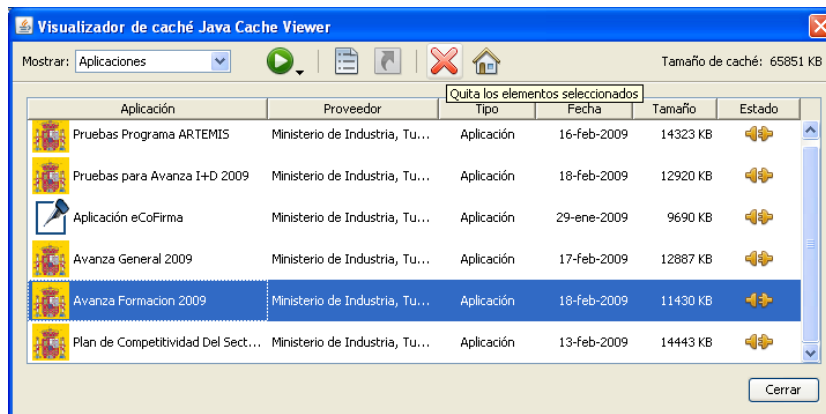 Visualizador de caché Java Cache Viewer
Mostrar: Aplicaciones Tamaño de caché: 65851 KB
Quita los elementos seleccionados
Aplicación Proveedor Tipo Fecha Tamaño Estado
Pruebas Programa ARTEMIS Ministerio de Industria, Tu... Aplicación 16-feb-2009 14323 KB
Pruebas para Avanza I+D 2009 Ministerio de Industria, Tu... Aplicación 18-feb-2009 12920 KB
Aplicación eCoFirma Ministerio de Industria, Tu... Aplicación 29-ene-2009 9690 KB
Avanza General 2009 Ministerio de Industria, Tu... Aplicación 17-feb-2009 12887 KB
Avanza Formacion 2009 Ministerio de Industria, Tu... Aplicación 18-feb-2009 11430 KB
Plan de Competitividad Del Sect... Ministerio de Industria, Tu... Aplicación 13-feb-2009 14443 KB
Cerrar